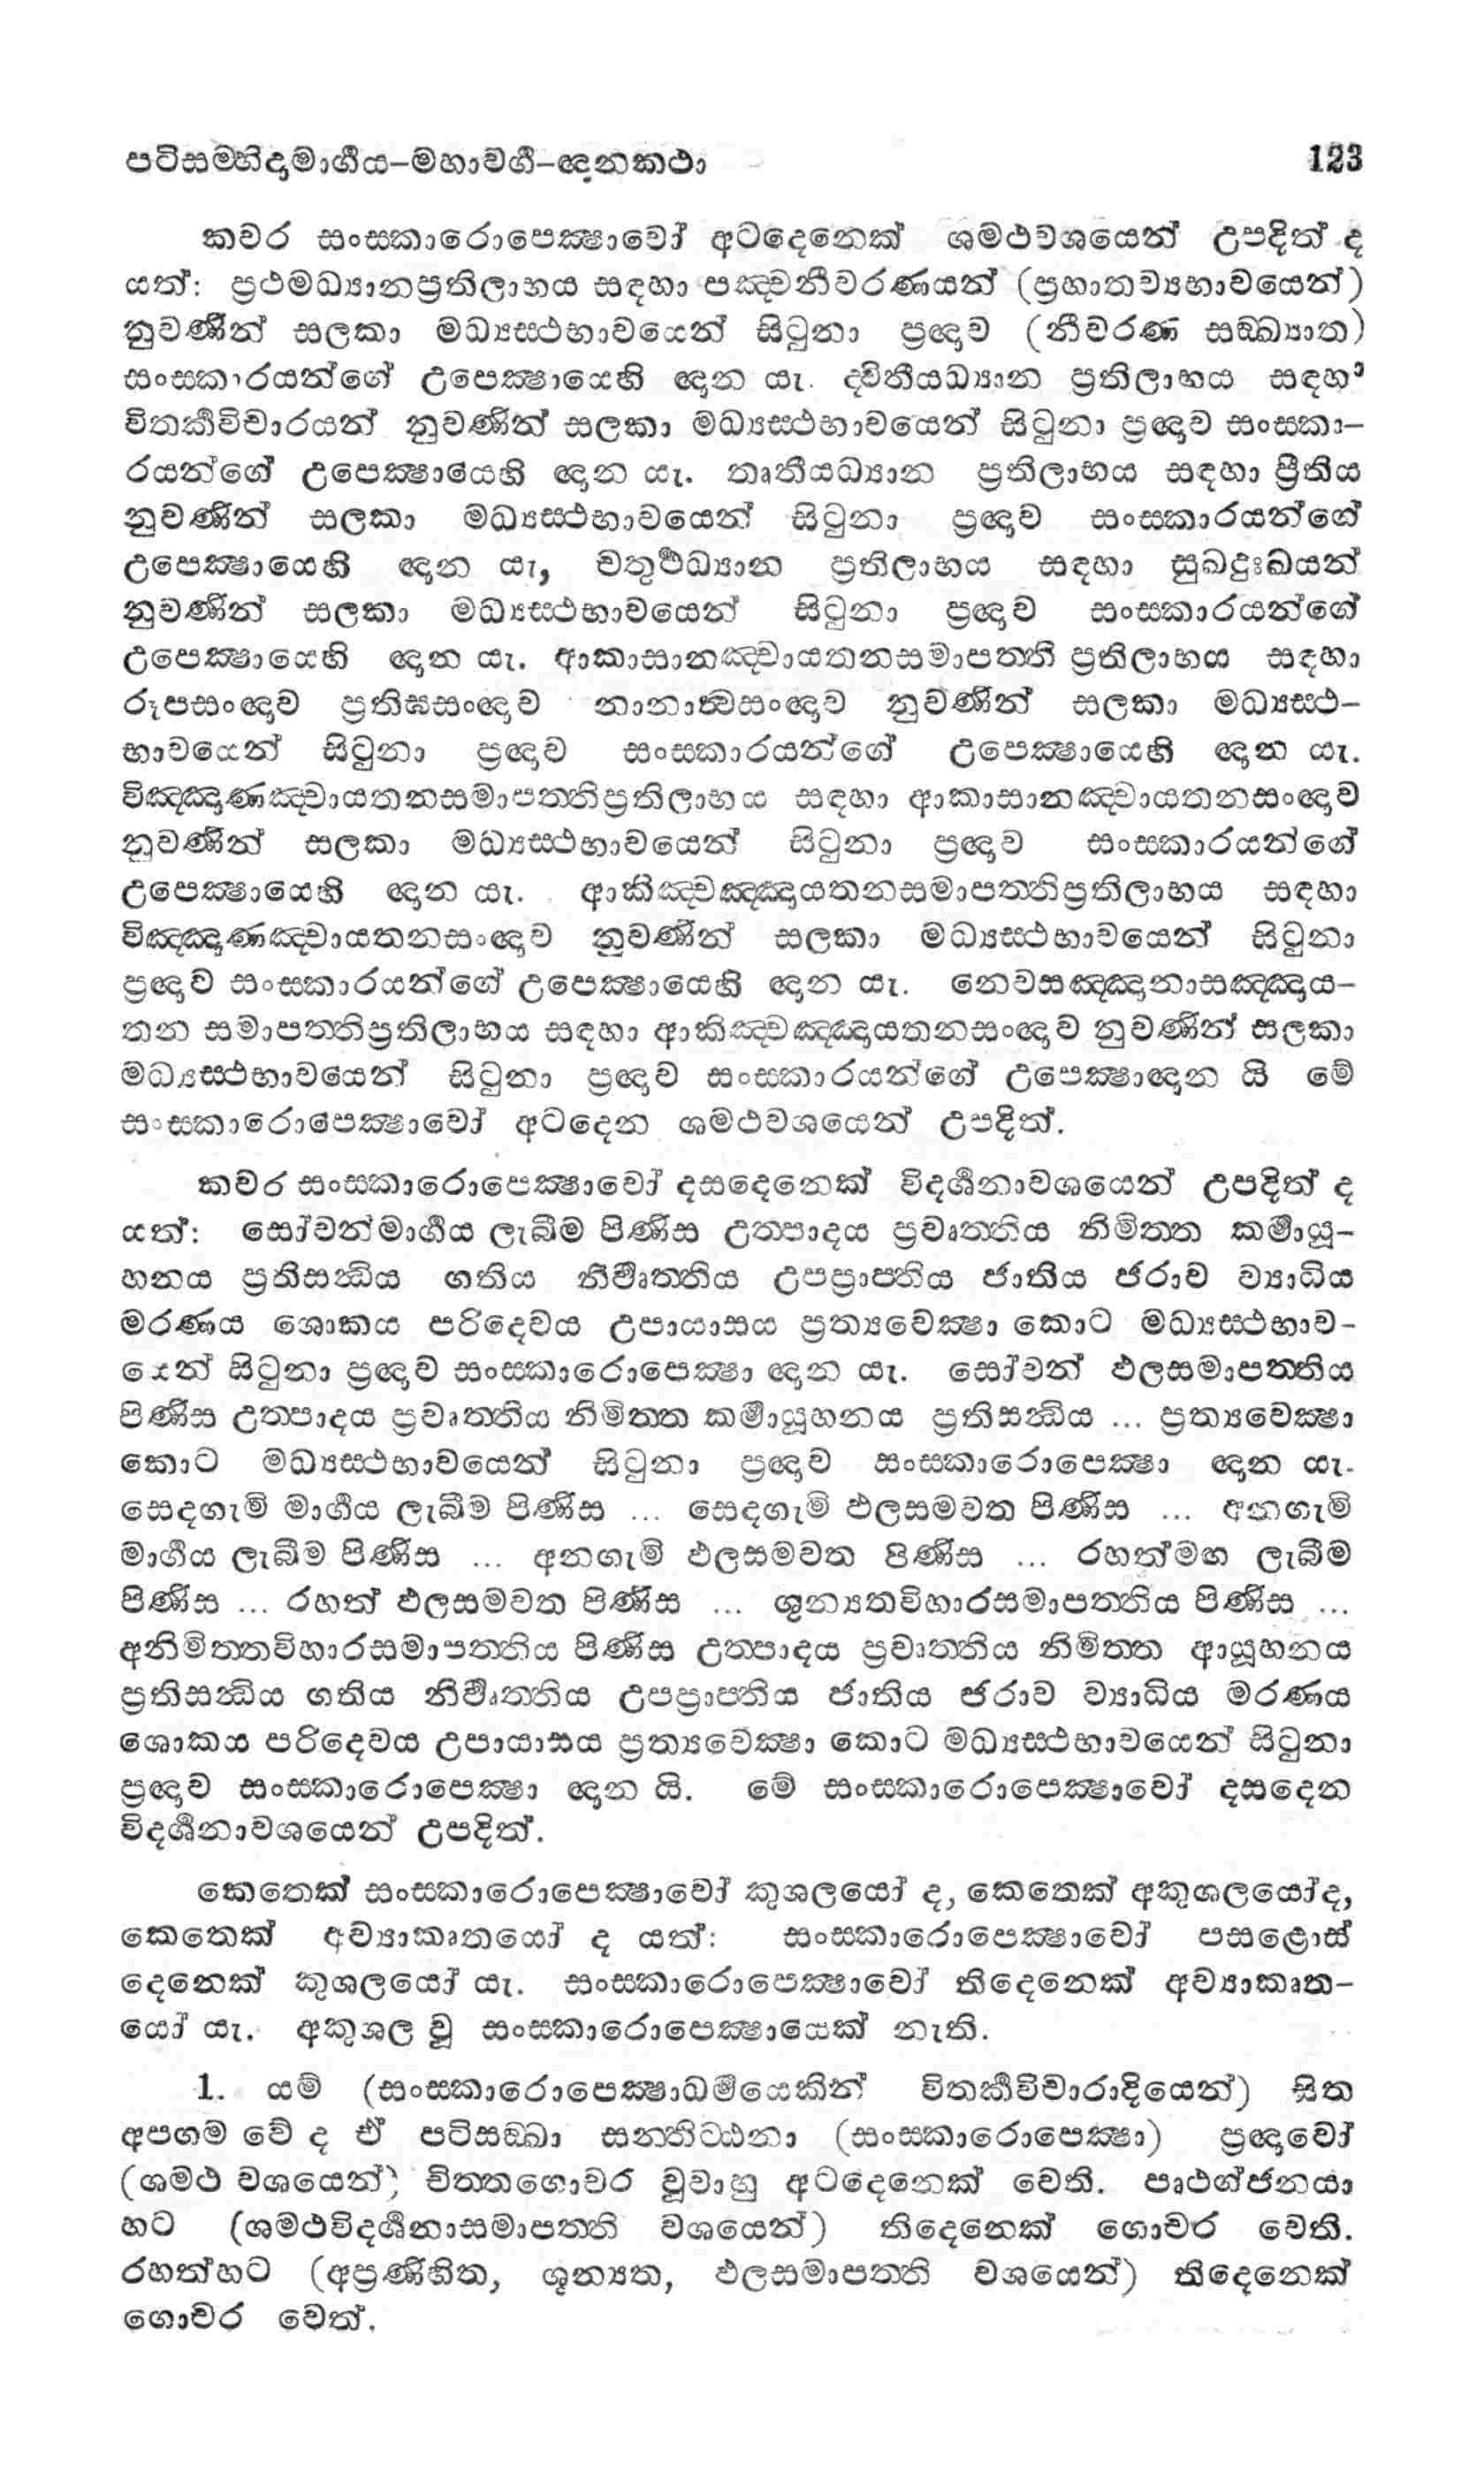 පටිසම්භිදාමාර්‍ගය–මහාවර්‍ග–ඥානකථා 123
කවර සංස්කාරොපෙක්‍ෂාවෝ අටදෙනෙක් ශමථවශයෙන් උපදිත් ද
යත්: ප්‍රථමධ්‍යානප්‍රතිලාභය සඳහා පඤ්චනීවරණයන් (ප්‍රහාතව්‍යභාවයෙන්)
නුවණින් සලකා මධ්‍යස්ථභාවයෙන් සිටුනා ප්‍රඥාව (නීවරණ සඞ්ඛ්‍යාත)
සංස්කාරයන්ගේ උපෙක්‍ෂායෙහි ඥාන යැ. ද්විතීයධ්‍යාන ප්‍රතිලාභය සඳහා
විතර්‍කවිචාරයන් නුවණින් සලකා මධ්‍යස්ථභාවයෙන් සිටුනා ප්‍රඥාව සංස්කා–
රයන්ගේ උපෙක්‍ෂායෙහි ඥාන යැ. තෘතීයධ්‍යාන ප්‍රතිලාභය සඳහා ප්‍රීතිය
නුවණින් සලකා මධ්‍යස්ථභාවයෙන් සිටුනා ප්‍රඥාව සංස්කාරයන්ගේ
උපෙක්‍ෂායෙහි ඥාන යැ, චතුර්‍ථධ්‍යාන ප්‍රතිලාභය සඳහා සුඛදුඃඛයන්
නුවණින් සලකා මධ්‍යස්ථභාවයෙන් සිටුනා ප්‍රඥාව සංස්කාරයන්ගේ
උපෙක්‍ෂායෙහි ඥාන යැ. ආකාසානඤ්චායතනසමාපත්ති ප්‍රතිලාභය සඳහා
රූපසංඥාව ප්‍රතිඝසංඥාව නානාත්වසංඥාව නුවණින් සලකා මධ්‍යස්ථ–
භාවයෙන් සිටුනා ප්‍රඥාව සංස්කාරයන්ගේ උපෙක්‍ෂායෙහි ඥාන යැ.
විඤ්ඤාණඤ්චායතනසමාපත්තිප්‍රතිලාභය සඳහා ආකාසානඤ්චායතනසංඥාව
නුවණින් සලකා මධ්‍යස්ථභාවයෙන් සිටුනා ප්‍රඥාව සංස්කාරයන්ගේ
උපෙක්‍ෂායෙහි ඥාන යැ. ආකිඤ්චඤ්ඤායතනසමාපත්තිප්‍රතිලාභය සඳහා
විඤ්ඤාණඤ්චායතනසංඥාව නුවණින් සලකා මධ්‍යස්ථභාවයෙන් සිටුනා
ප්‍රඥාව සංස්කාරයන්ගේ උපෙක්‍ෂායෙහි ඥාන යැ. නෙවසඤ්ඤානාසඤ්ඤාය–
තන සමාපත්තිප්‍රතිලාභය සඳහා ආකිඤ්චඤ්ඤායතනසංඥාව නුවණින් සලකා
මධ්‍යස්ථභාවයෙන් සිටුනා ප්‍රඥාව සංස්කාරයන්ගේ උපෙක්‍ෂාඥාන යි මේ
සංස්කාරොපෙක්‍ෂාවෝ අටදෙන ශමථවශයෙන් උපදිත්.
කවර සංස්කාරොපෙක්‍ෂාවෝ දසදෙනෙක් විදර්‍ශනාවශයෙන් උපදිත් ද
යත්: සෝවන්මාර්‍ගය ලැබීම පිණිස උත්පාදය ප්‍රවෘත්තිය නිමිත්ත කර්‍මායූ–
හනය ප්‍රතිසන්ධිය ගතිය නිර්‍වෘත්තිය උපප්‍රාප්තිය ජාතිය ජරාව ව්‍යාධිය
මරණය ශොකය පරිදෙවය උපායාසය ප්‍රත්‍යවෙක්‍ෂා කොට මධ්‍යස්ථභාව–
යෙන් සිටුනා ප්‍රඥාව සංස්කාරොපෙක්‍ෂා ඥාන යැ. සෝවන් ඵලසමාපත්තිය
පිණිස උත්පාදය ප්‍රවෘත්තිය නිමිත්ත කර්‍මායූහනය ප්‍රතිසන්ධිය ... ප්‍රත්‍යවෙක්‍ෂා
කොට මධ්‍යස්ථභාවයෙන් සිටුනා ප්‍රඥාව සංස්කාරොපෙක්‍ෂා ඥාන යැ.
සෙදගැමි මාර්‍ගය ලැබීම පිණිස ... සෙදගැමි ඵලසමවත පිණිස ... අනගැමි
මාර්‍ගය ලැබීම පිණිස ... අනගැමි ඵලසමවත පිණිස ... රහත්මඟ ලැබීම
පිණිස ... රහත් ඵලසමවත පිණිස ... ශූන්‍යතවිහාරසමාපත්තිය පිණිස ...
අනිමිත්තවිහාරසමාපත්තිය පිණිස උත්පාදය ප්‍රවෘත්තිය නිමිත්ත ආයූහනය
ප්‍රතිසන්ධිය ගතිය නිර්‍වෘත්තිය උපප්‍රාප්තිය ජාතිය ජරාව ව්‍යාධිය මරණය
ශොකය පරිදෙවය උපායාසය ප්‍රත්‍යවෙක්‍ෂා කොට මධ්‍යස්ථභාවයෙන් සිටුනා
ප්‍රඥාව සංස්කාරොපෙක්‍ෂා ඥාන යි. මේ සංස්කාරොපෙක්‍ෂාවෝ දසදෙන
විදර්‍ශනාවශයෙන් උපදිත්.
කෙතෙක් සංස්කාරොපෙක්‍ෂාවෝ කුශලයෝ ද, කෙතෙක් අකුශලයෝද,
කෙතෙක් අව්‍යාකෘතයෝ ද යත්: සංස්කාරොපෙක්‍ෂාවෝ පසළොස්
දෙනෙක් කුශලයෝ යැ. සංස්කාරොපෙක්‍ෂාවෝ තිදෙනෙක් අව්‍යාකෘත–
යෝ යැ. අකුශල වූ සංස්කාරොපෙක්‍ෂායෙක් නැති.
1. යම් (සංස්කාරොපෙක්‍ෂාධර්‍මයෙකින් විතර්‍කවිචාරාදියෙන්) සිත
අපගම වේ ද ඒ පටිසඞ්ඛා සන්තිට්ඨනා (සංස්කාරොපෙක්‍ෂා) ප්‍රඥාවෝ
(ශමථ වශයෙන්) චිත්තගොචර වූවාහු අටදෙනෙක් වෙති. පෘථග්ජනයා
හට (ශමථවිදර්‍ශනාසමාපත්ති වශයෙන්) තිදෙනෙක් ගොචර වෙති.
රහත්හට (අප්‍රණිහිත, ශූන්‍යත, ඵලසමාපත්ති වශයෙන්) තිදෙනෙක්
ගොචර වෙත්.